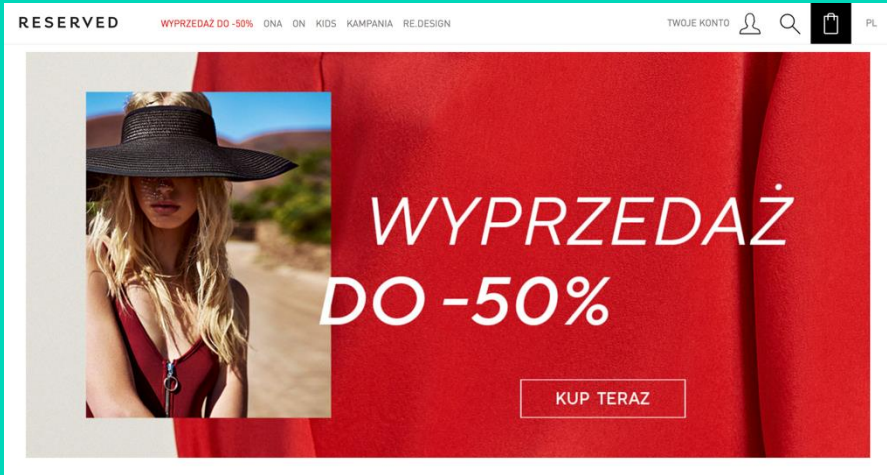 RESERVED
WYPRZEDAŻ DO -50% ONA ON KIDS KAMPANIA RE.DESIGN
TWOJE KONTO
PL
WYPRZEDAŻ
DO -50%
KUP TERAZ